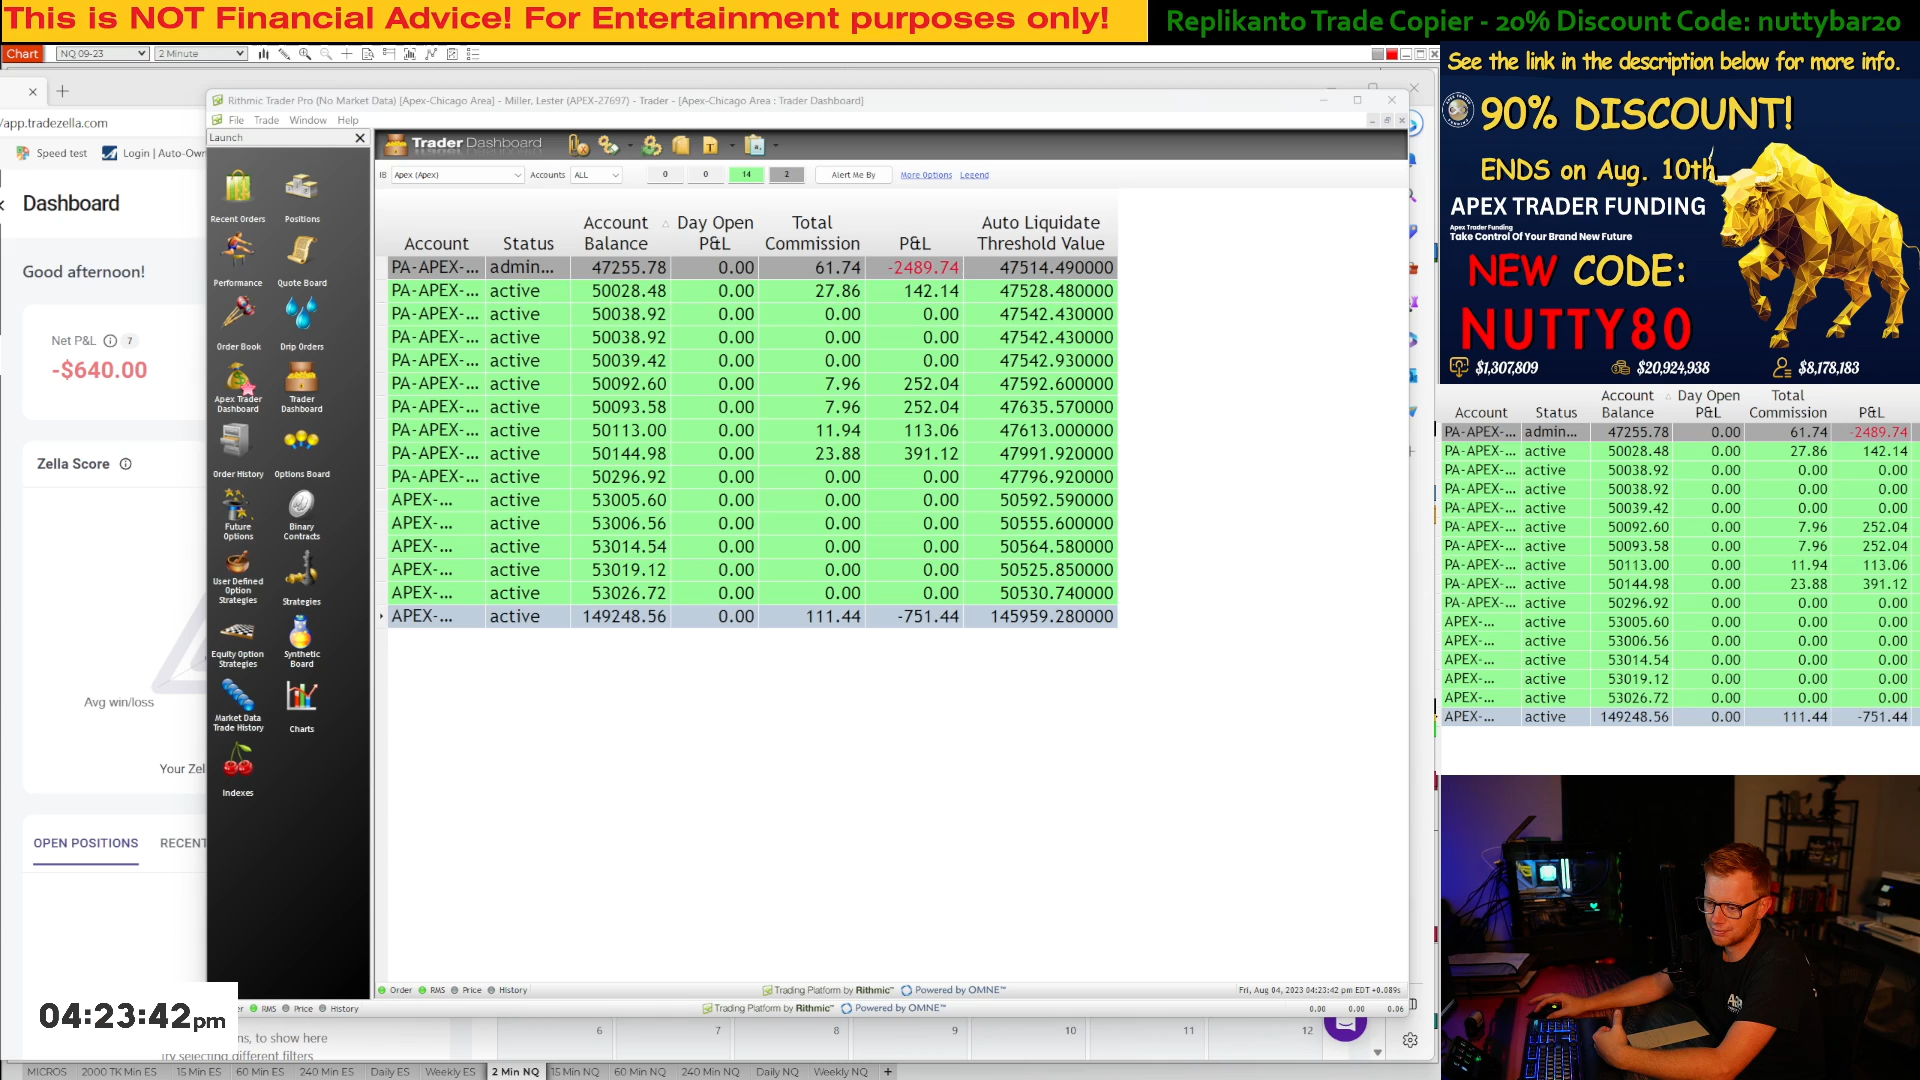 This is NOT Financial Advice! For Entertainment purposes only!
Replikanto Trade Copier - 20% Discount Code: nuttybar20
Chart
NQ 09-23
2 Minute
See the link in the description below for more info.
90% DISCOUNT!
ENDS on Aug. 10th
APEX TRADER FUNDING
Apex Trader Funding
Take Control Of Your Brand New Future
NEW CODE:
NUTTY80
$1,307,809
$20,924,938
$8,178,183
/app.tradezella.com
Speed test
Login | Auto-Owr
Dashboard
Good afternoon!
Net P&L
7
-$640.00
Zella Score
Avg win/loss
Your Zel
OPEN POSITIONS
RECENT
Rithmic Trader Pro (No Market Data) [Apex-Chicago Area] - Miller, Lester (APEX-27697) - Trader - [Apex-Chicago Area : Trader Dashboard]
File Trade Window Help
Launch
Recent Orders
Positions
Performance
Quote Board
Order Book
Drip Orders
Apex Trader Dashboard
Trader Dashboard
Order History
Options Board
Future Options
Binary Contracts
User Defined Option Strategies
Strategies
Equity Option Strategies
Synthetic Board
Market Data Trade History
Charts
Indexes
Trader Dashboard
IB Apex (Apex) Accounts ALL 0 0 14 2 Alert Me By More Options Legend
Account Status Account Balance Day Open P&L Total Commission P&L Auto Liquidate Threshold Value
PA-APEX-... admin... 47255.78 0.00 61.74 -2489.74 47514.490000
PA-APEX-... active 50028.48 0.00 27.86 142.14 47528.480000
PA-APEX-... active 50038.92 0.00 0.00 0.00 47542.430000
PA-APEX-... active 50038.92 0.00 0.00 0.00 47542.430000
PA-APEX-... active 50039.42 0.00 0.00 0.00 47542.930000
PA-APEX-... active 50092.60 0.00 7.96 252.04 47592.600000
PA-APEX-... active 50093.58 0.00 7.96 252.04 47635.570000
PA-APEX-... active 50113.00 0.00 11.94 113.06 47613.000000
PA-APEX-... active 50144.98 0.00 23.88 391.12 47991.920000
PA-APEX-... active 50296.92 0.00 0.00 0.00 47796.920000
APEX-... active 53005.60 0.00 0.00 0.00 50592.590000
APEX-... active 53006.56 0.00 0.00 0.00 50555.600000
APEX-... active 53014.54 0.00 0.00 0.00 50564.580000
APEX-... active 53019.12 0.00 0.00 0.00 50525.850000
APEX-... active 53026.72 0.00 0.00 0.00 50530.740000
APEX-... active 149248.56 0.00 111.44 -751.44 145959.280000
Account Status Account Balance Day Open P&L Total Commission P&L
PA-APEX-... admin... 47255.78 0.00 61.74 -2489.74
PA-APEX-... active 50028.48 0.00 27.86 142.14
PA-APEX-... active 50038.92 0.00 0.00 0.00
PA-APEX-... active 50038.92 0.00 0.00 0.00
PA-APEX-... active 50039.42 0.00 0.00 0.00
PA-APEX-... active 50092.60 0.00 7.96 252.04
PA-APEX-... active 50093.58 0.00 7.96 252.04
PA-APEX-... active 50113.00 0.00 11.94 113.06
PA-APEX-... active 50144.98 0.00 23.88 391.12
PA-APEX-... active 50296.92 0.00 0.00 0.00
APEX-... active 53005.60 0.00 0.00 0.00
APEX-... active 53006.56 0.00 0.00 0.00
APEX-... active 53014.54 0.00 0.00 0.00
APEX-... active 53019.12 0.00 0.00 0.00
APEX-... active 53026.72 0.00 0.00 0.00
APEX-... active 149248.56 0.00 111.44 -751.44
Order RMS Price History
Trading Platform by Rithmic™ Powered by OMNE™
Fri, Aug 04, 2023 04:23:42 pm EDT +0.089s
04:23:42pm
er RMS Price History
Trading Platform by Rithmic™ Powered by OMNE™
0.00 0.00 0.06
ns, to show here
Try selecting different filters
6 7 8 9 10 11 12
MICROS 2000 TK Min ES 15 Min ES 60 Min ES 240 Min ES Daily ES Weekly ES 2 Min NQ 15 Min NQ 60 Min NQ 240 Min NQ Daily NQ Weekly NQ +